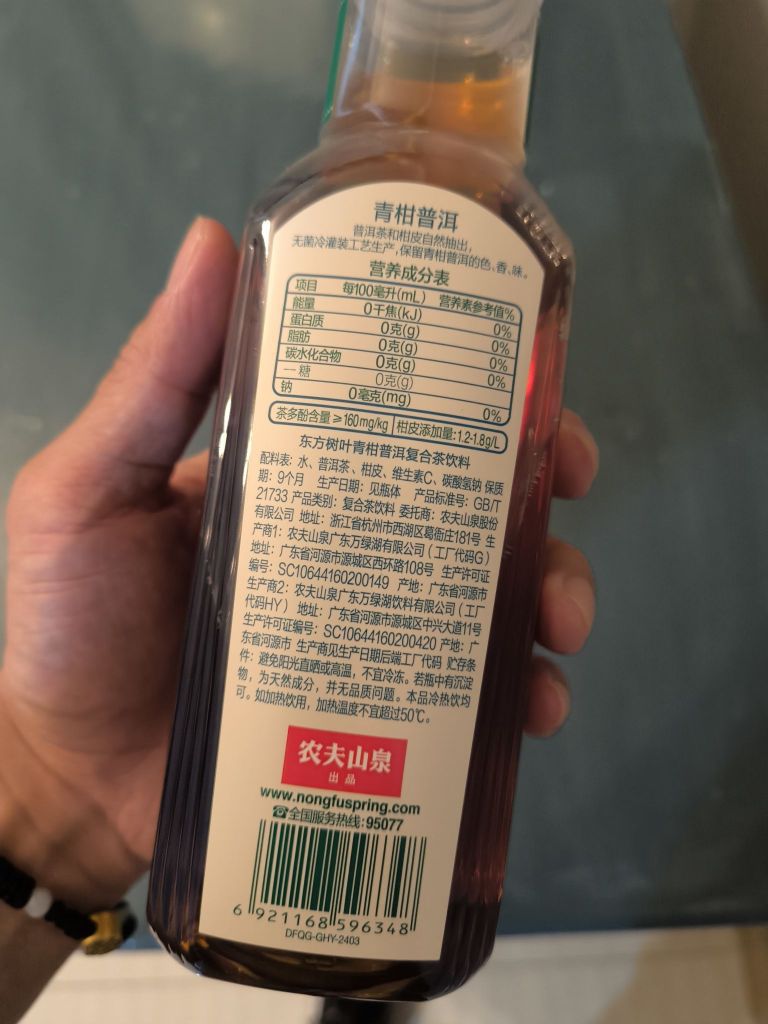 青柑普洱
普洱茶和柑皮自然抽出,
无菌冷灌装工艺生产,保留青柑普洱的色、香、味。
营养成分表
项目 每100毫升(mL) 营养素参考值%
能量 0千焦(kJ) 0%
蛋白质 0克(g) 0%
脂肪 0克(g) 0%
碳水化合物 0克(g) 0%
一糖 0克(g)
钠 0毫克(mg) 0%
茶多酚含量≥160mg/kg 柑皮添加量:1.2-1.8g/L
东方树叶青柑普洱复合茶饮料
配料表: 水、普洱茶、柑皮、维生素C、碳酸氢钠 保质
期: 9个月 生产日期: 见瓶体 产品标准号: GB/T
21733 产品类别: 复合茶饮料 委托商: 农夫山泉股份
有限公司 地址: 浙江省杭州市西湖区葛衙庄181号 生
产商1: 农夫山泉广东万绿湖有限公司(工厂代码G)
地址: 广东省河源市源城区西环路108号 生产许可证
编号: SC10644160200149 产地: 广东省河源市
生产商2: 农夫山泉广东万绿湖饮料有限公司(工厂
代码HY) 地址: 广东省河源市源城区中兴大道11号
生产许可证编号: SC10644160200420 产地: 广
东省河源市 生产商见生产日期后端工厂代码 贮存条
件: 避免阳光直晒或高温, 不宜冷冻。若瓶中有沉淀
物, 为天然成分, 并无品质问题。本品冷热饮均
可。如加热饮用, 加热温度不宜超过50℃。
农夫山泉
出品
www.nongfuspring.com
☎全国服务热线: 95077
6 921168 596348
DFQG-GHY-2403